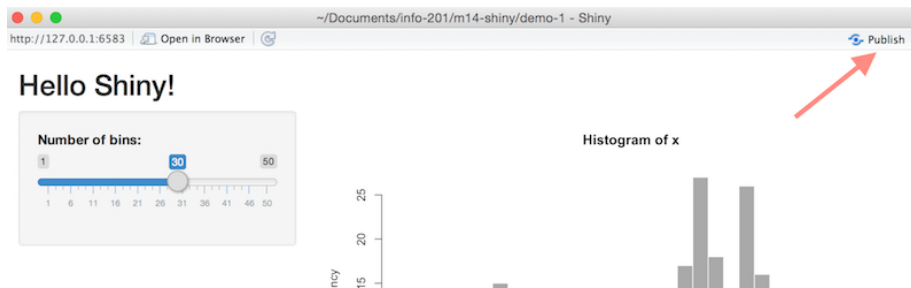 ~/Documents/info-201/m14-shiny/demo-1 - Shiny
http://127.0.0.1:6583 Open in Browser Publish
Hello Shiny!
Number of bins:
1 30 50
1 6 11 16 21 26 31 36 41 46 50
Histogram of x
25
20
15